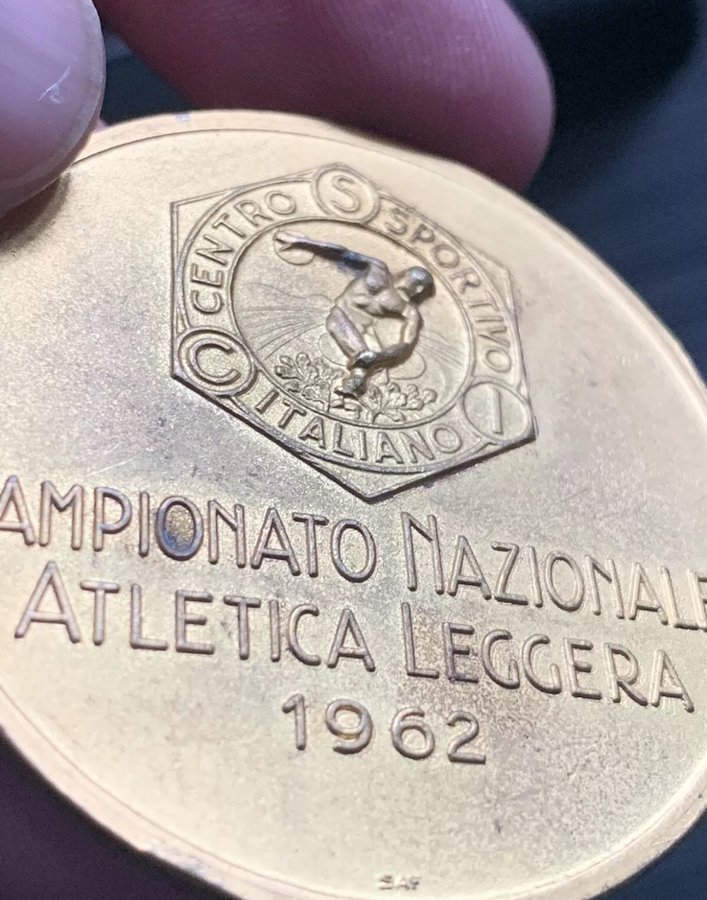 CENTRO S SPORTIVO
C ITALIANO I
AMPIONATO NAZIONALE
ATLETICA LEGGERA
1962